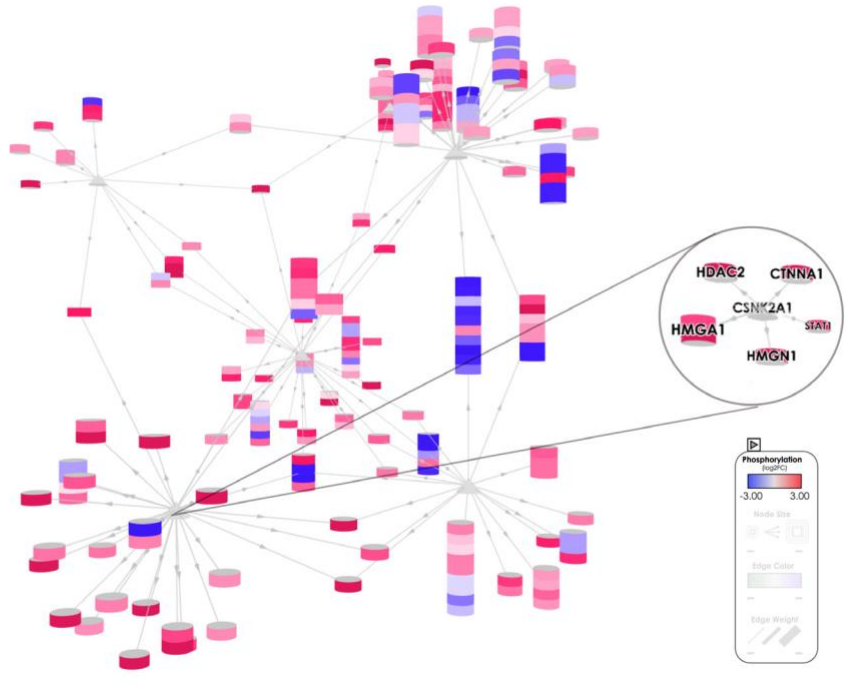 HDAC2
CTNNA1
CSNK2A1
HMGA1
STAT1
HMGN1
Phosphorylation
(log2FC)
-3.00 3.00
Node Size
Edge Color
Edge Weight